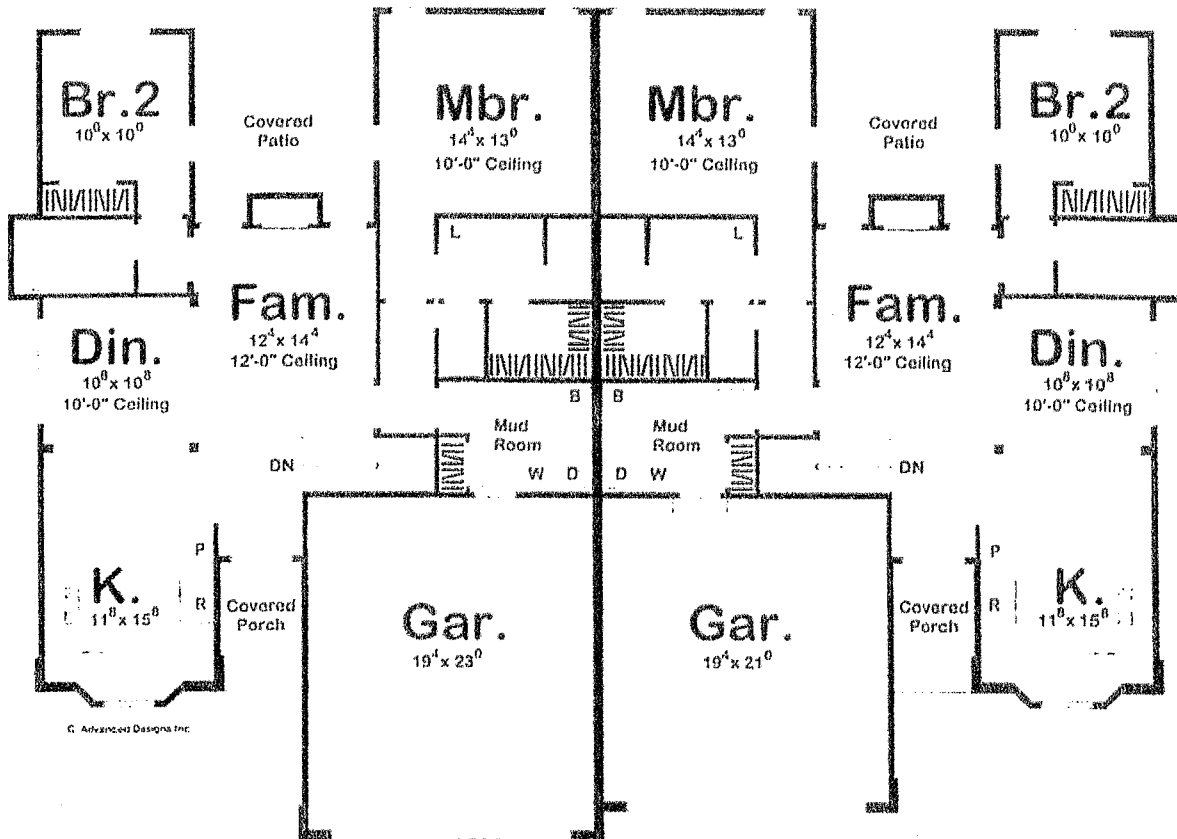 Br.2
10⁰ x 10⁰
Covered
Patio
Mbr.
14⁴ x 13⁰
10'-0" Ceiling
Mbr.
14⁴ x 13⁰
10'-0" Ceiling
Covered
Patio
Br.2
10⁰ x 10⁰
L
L
Fam.
12⁴ x 14⁴
12'-0" Ceiling
Fam.
12⁴ x 14⁴
12'-0" Ceiling
Din.
10⁸ x 10⁸
10'-0" Ceiling
Din.
10⁸ x 10⁸
10'-0" Ceiling
B B
Mud
Room
Mud
Room
DN
W D D W
DN
P
R
K.
11⁸ x 15⁸
Covered
Porch
Gar.
19⁴ x 23⁰
Gar.
19⁴ x 21⁰
Covered
Porch
P
R
K.
11⁸ x 15⁸
© Advanced Designs Inc.